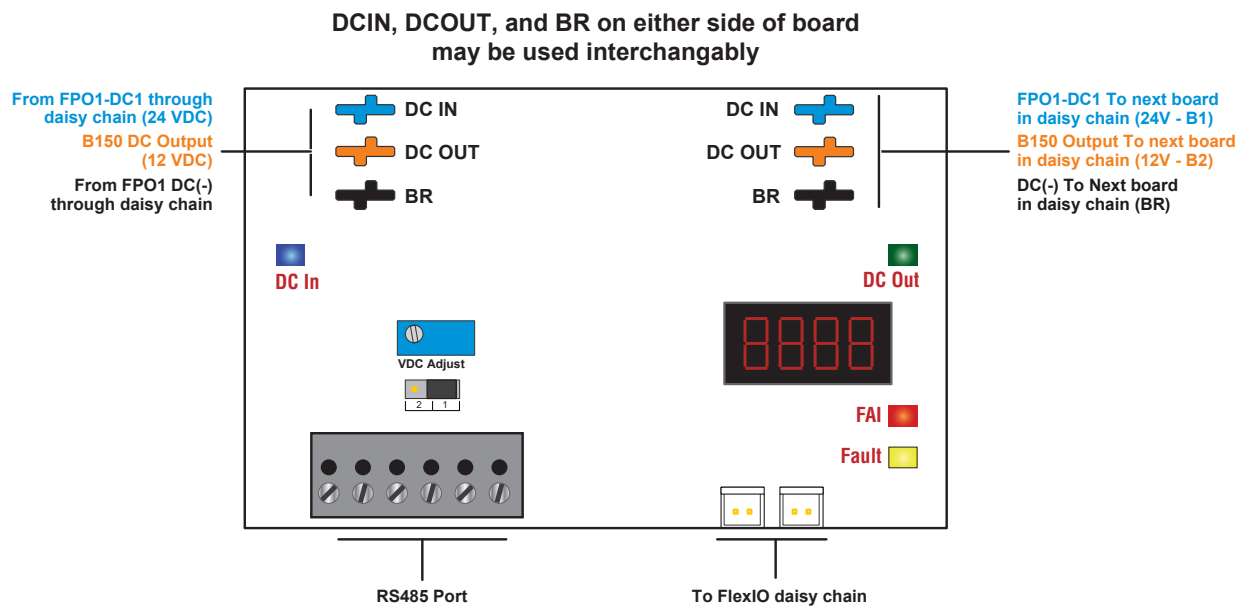 DCIN, DCOUT, and BR on either side of board
may be used interchangably
From FPO1-DC1 through
daisy chain (24 VDC)
B150 DC Output
(12 VDC)
From FPO1 DC(-)
through daisy chain
DC IN
DC OUT
BR
DC IN
DC OUT
BR
FPO1-DC1 To next board
in daisy chain (24V - B1)
B150 Output To next board
in daisy chain (12V - B2)
DC(-) To Next board
in daisy chain (BR)
DC In
DC Out
VDC Adjust
2 1
8888
FAI
Fault
RS485 Port
To FlexIO daisy chain